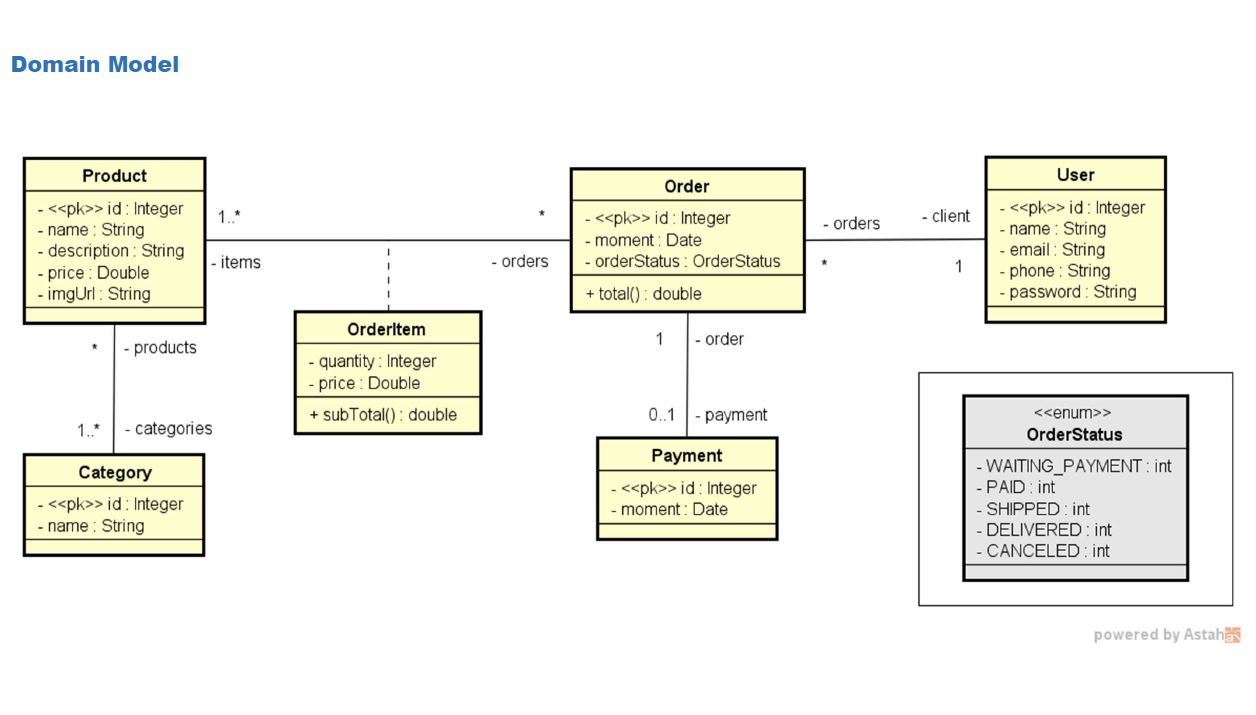 Domain Model
Product
- <<pk>> id : Integer
- name : String
- description : String
- price : Double
- imgUrl : String
1..*
- items
*
- orders
Order
- <<pk>> id : Integer
- moment : Date
- orderStatus : OrderStatus
+ total() : double
- orders
*
- client
1
User
- <<pk>> id : Integer
- name : String
- email : String
- phone : String
- password : String
OrderItem
- quantity : Integer
- price : Double
+ subTotal() : double
* - products
1..* - categories
Category
- <<pk>> id : Integer
- name : String
1 - order
0..1 - payment
Payment
- <<pk>> id : Integer
- moment : Date
<<enum>>
OrderStatus
- WAITING_PAYMENT : int
- PAID : int
- SHIPPED : int
- DELIVERED : int
- CANCELED : int
powered by Astah